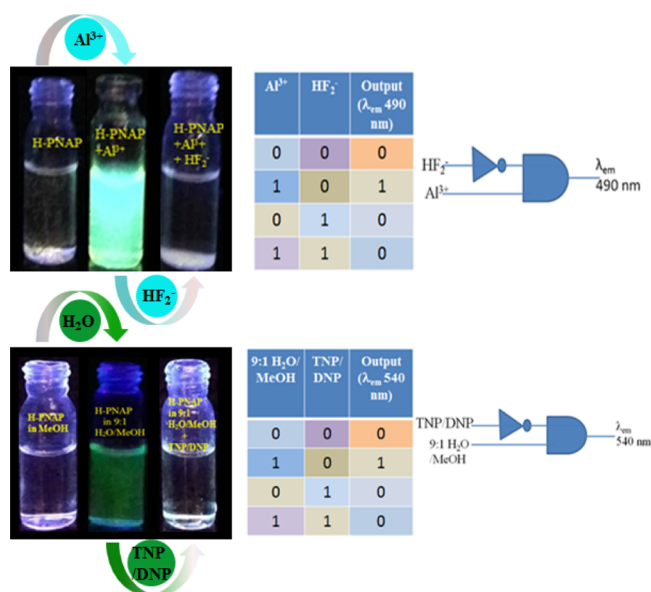 Al³⁺
H-PNAP
H-PNAP
+Al³⁺
H-PNAP
+Al³⁺
+ HF₂⁻
Al³⁺ HF₂⁻ Output
(λem 490
nm)
0 0 0
1 0 1
0 1 0
1 1 0
HF₂⁻
Al³⁺
λem
490 nm
HF₂⁻
H₂O
H-PNAP
in MeOH
H-PNAP
in 9:1
H₂O/MeOH
H-PNAP
in 9:1
H₂O/MeOH
+
TNP/DNP
9:1 H₂O/ TNP/ Output
MeOH DNP (λem 540
nm)
0 0 0
1 0 1
0 1 0
1 1 0
TNP/DNP
9:1 H₂O
/MeOH
λem
540 nm
TNP
/DNP